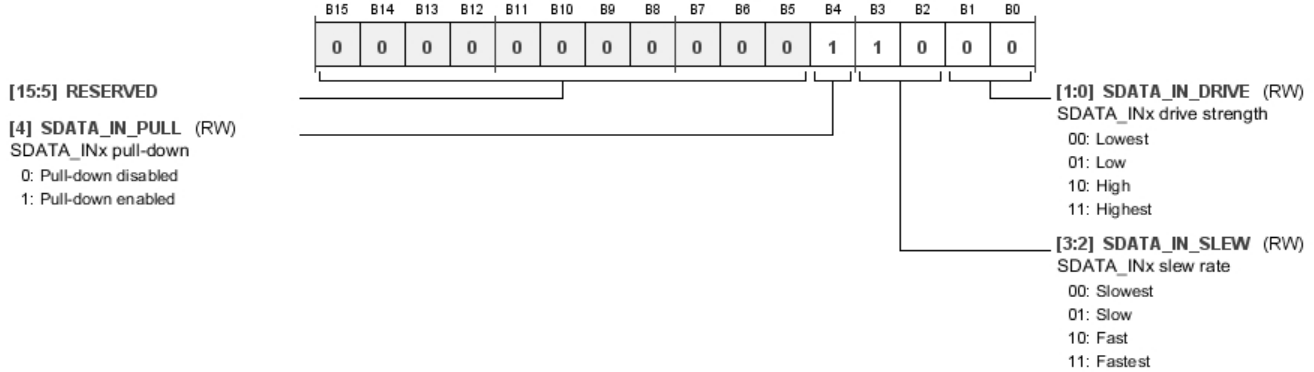 B15 B14 B13 B12 B11 B10 B9 B8 B7 B6 B5 B4 B3 B2 B1 B0
0 0 0 0 0 0 0 0 0 0 0 1 1 0 0 0
[15:5] RESERVED
[4] SDATA_IN_PULL (RW)
SDATA_INx pull-down
0: Pull-down disabled
1: Pull-down enabled
[1:0] SDATA_IN_DRIVE (RW)
SDATA_INx drive strength
00: Lowest
01: Low
10: High
11: Highest
[3:2] SDATA_IN_SLEW (RW)
SDATA_INx slew rate
00: Slowest
01: Slow
10: Fast
11: Fastest